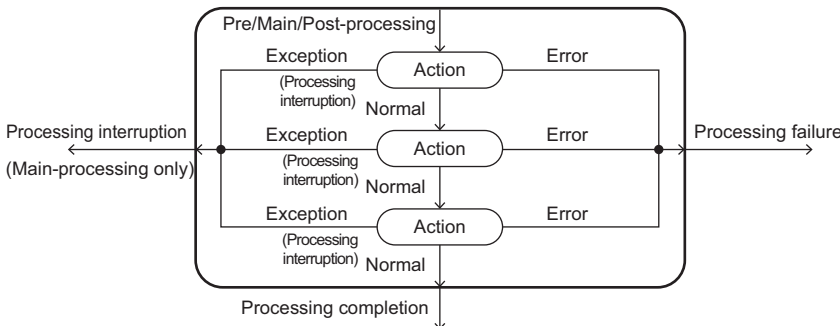 Pre/Main/Post-processing
Exception
Action
Error
(Processing
interruption)
Normal
Processing interruption
(Main-processing only)
Exception
Action
Error
Processing failure
(Processing
interruption)
Normal
Exception
Action
Error
(Processing
interruption)
Normal
Processing completion